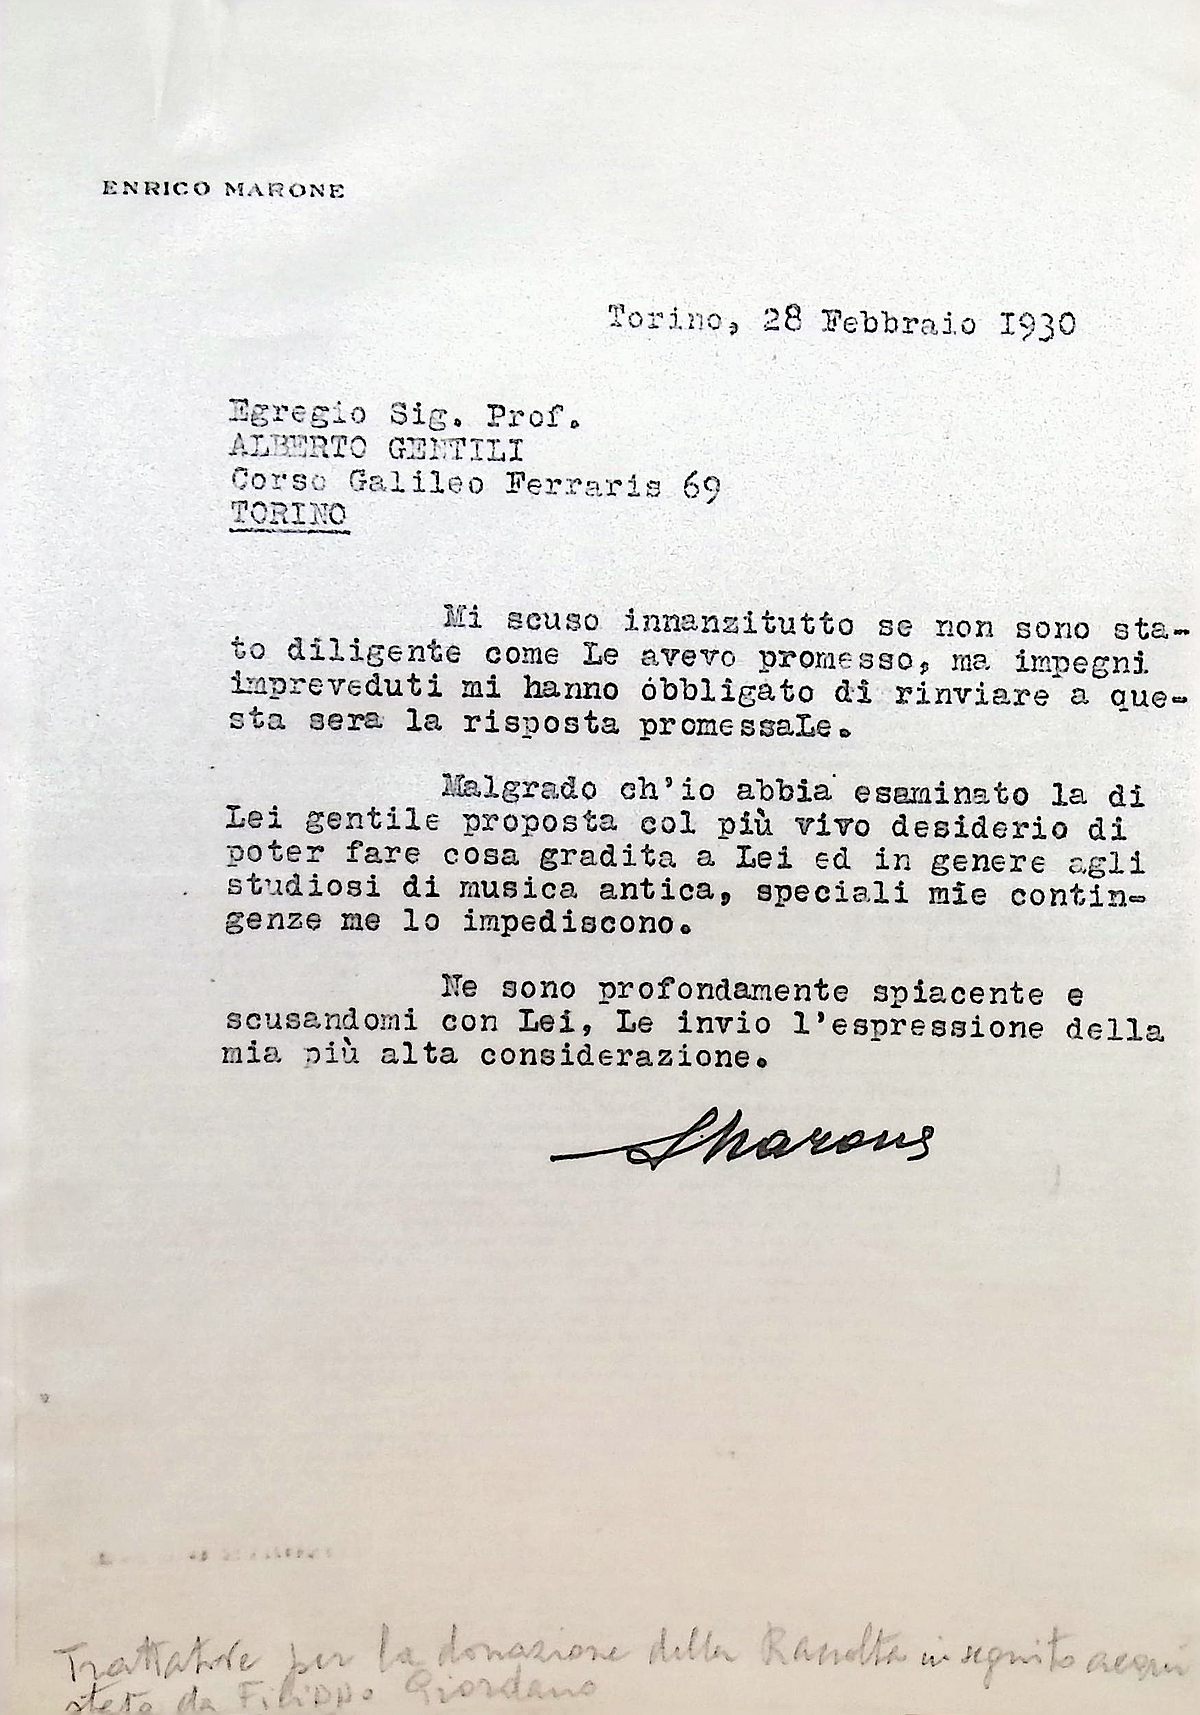 ENRICO MARONE
Torino, 28 Febbraio 1930
Egregio Sig. Prof.
ALBERTO GENTILI
Corso Galileo Ferraris 69
TORINO
Mi scuso innanzitutto se non sono sta-
to diligente come Le avevo promesso, ma impegni
impreveduti mi hanno obbligato di rinviare a que-
sta sera la risposta promessaLe.
Malgrado ch'io abbia esaminato la di
Lei gentile proposta col più vivo desiderio di
poter fare cosa gradita a Lei ed in genere agli
studiosi di musica antica, speciali mie contin-
genze me lo impediscono.
Ne sono profondamente spiacente e
scusandomi con Lei, Le invio l'espressione della
mia più alta considerazione.
Marone
per la donazione della Raccolta in seguito acqui
stata da Filippo Giordano